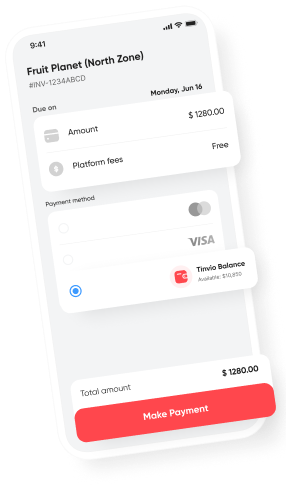 9:41
Fruit Planet (North Zone)
#INV-1234ABCD
Due on Monday, Jun 16
Amount $ 1280.00
Platform fees Free
Payment method
VISA
Tinvio Balance
Available: $10,850
Total amount $ 1280.00
Make Payment